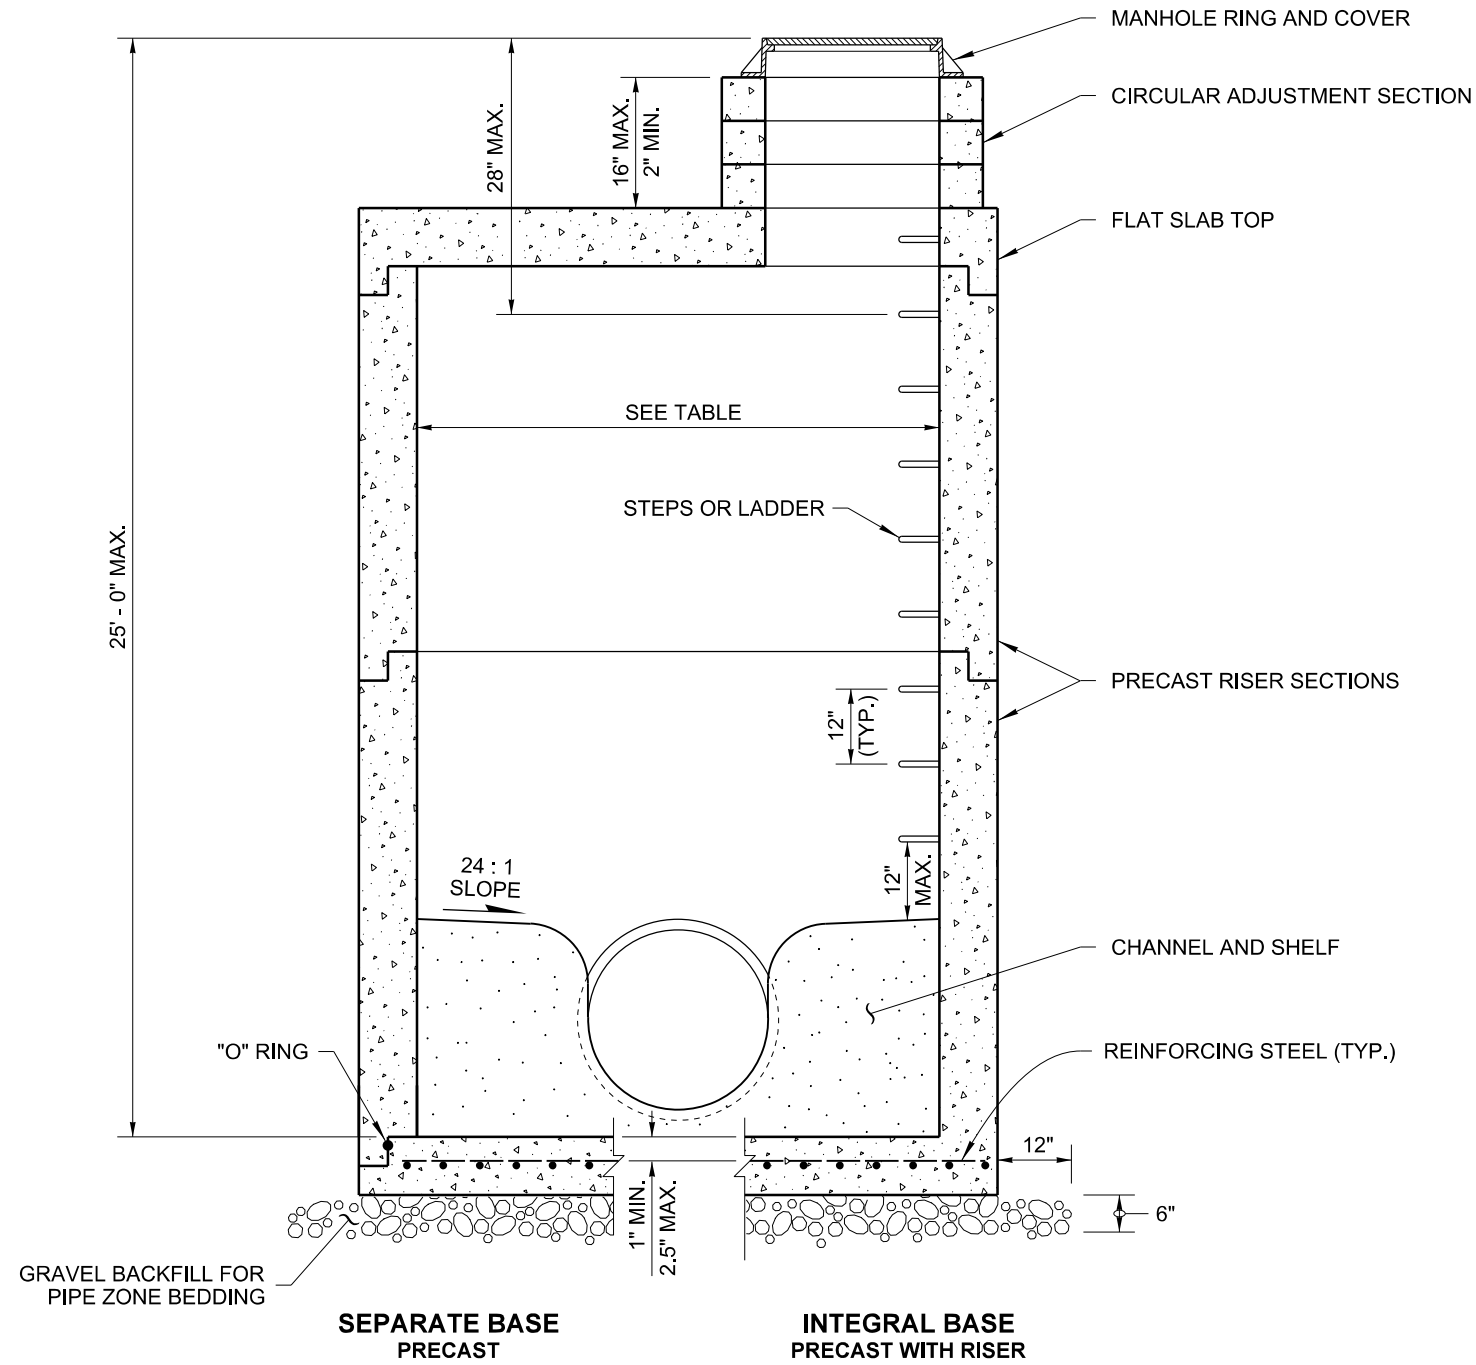 MANHOLE RING AND COVER
CIRCULAR ADJUSTMENT SECTION
28" MAX.
16" MAX.
2" MIN.
FLAT SLAB TOP
SEE TABLE
STEPS OR LADDER
25' - 0" MAX.
PRECAST RISER SECTIONS
12"
(TYP.)
24 : 1
SLOPE
12"
MAX.
CHANNEL AND SHELF
"O" RING
REINFORCING STEEL (TYP.)
12"
1" MIN.
2.5" MAX.
6"
GRAVEL BACKFILL FOR
PIPE ZONE BEDDING
SEPARATE BASE
PRECAST
INTEGRAL BASE
PRECAST WITH RISER